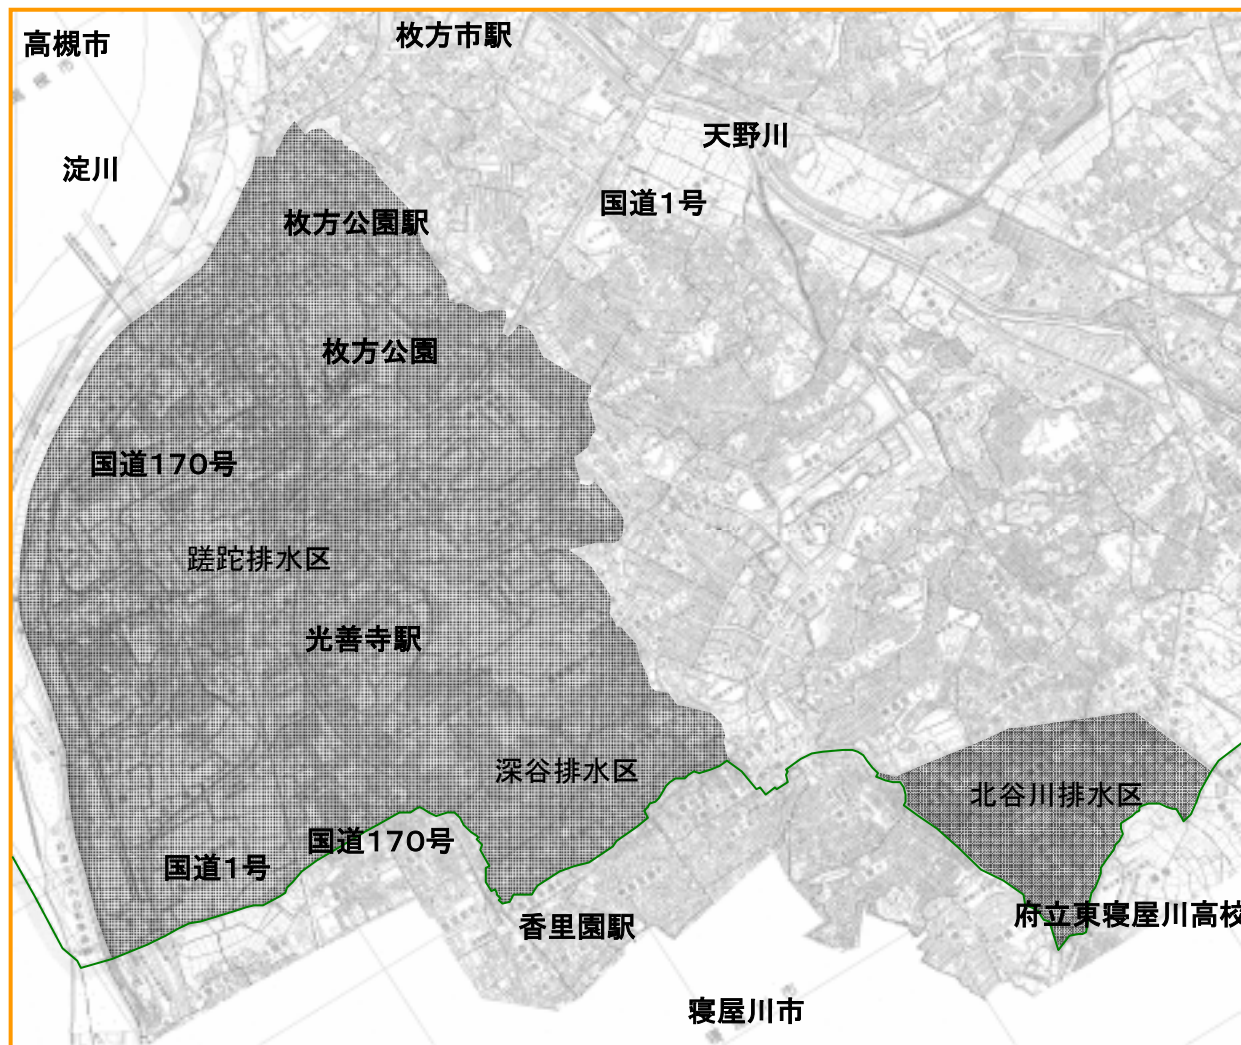 高槻市
枚方市駅
天野川
淀川
国道1号
枚方公園駅
枚方公園
国道170号
蹉跎排水区
光善寺駅
深谷排水区
北谷川排水区
国道170号
国道1号
府立東寝屋川高校
香里園駅
寝屋川市